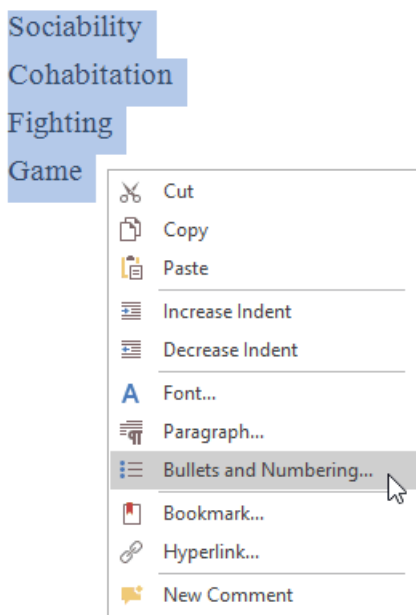 Sociability
Cohabitation
Fighting
Game
Cut
Copy
Paste
Increase Indent
Decrease Indent
Font...
Paragraph...
Bullets and Numbering...
Bookmark...
Hyperlink...
New Comment